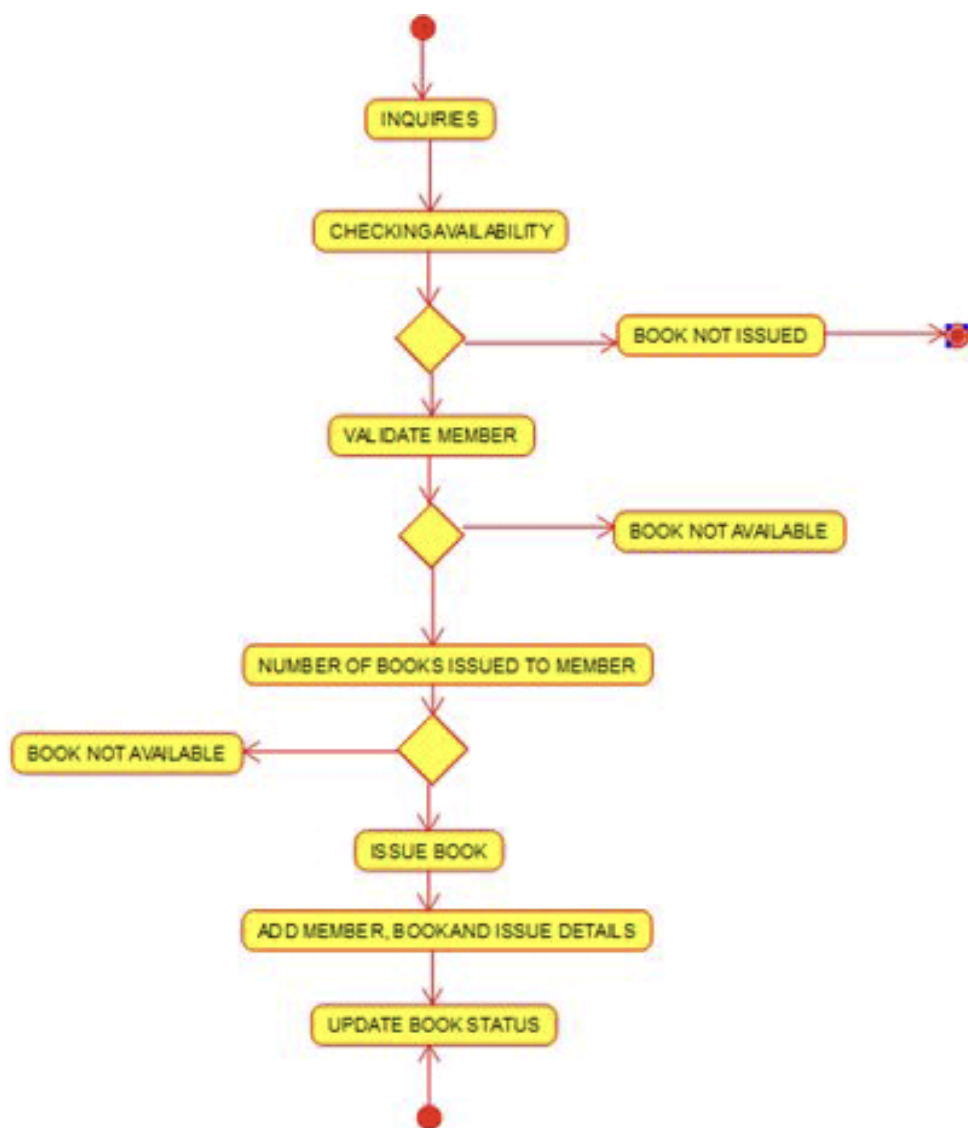 INQUIRIES
CHECKINGAVAILABILITY
BOOK NOT ISSUED
VALIDATE MEMBER
BOOK NOT AVAILABLE
NUMBER OF BOOKS ISSUED TO MEMBER
BOOK NOT AVAILABLE
ISSUE BOOK
ADD MEMBER, BOOKAND ISSUE DETAILS
UPDATE BOOK STATUS